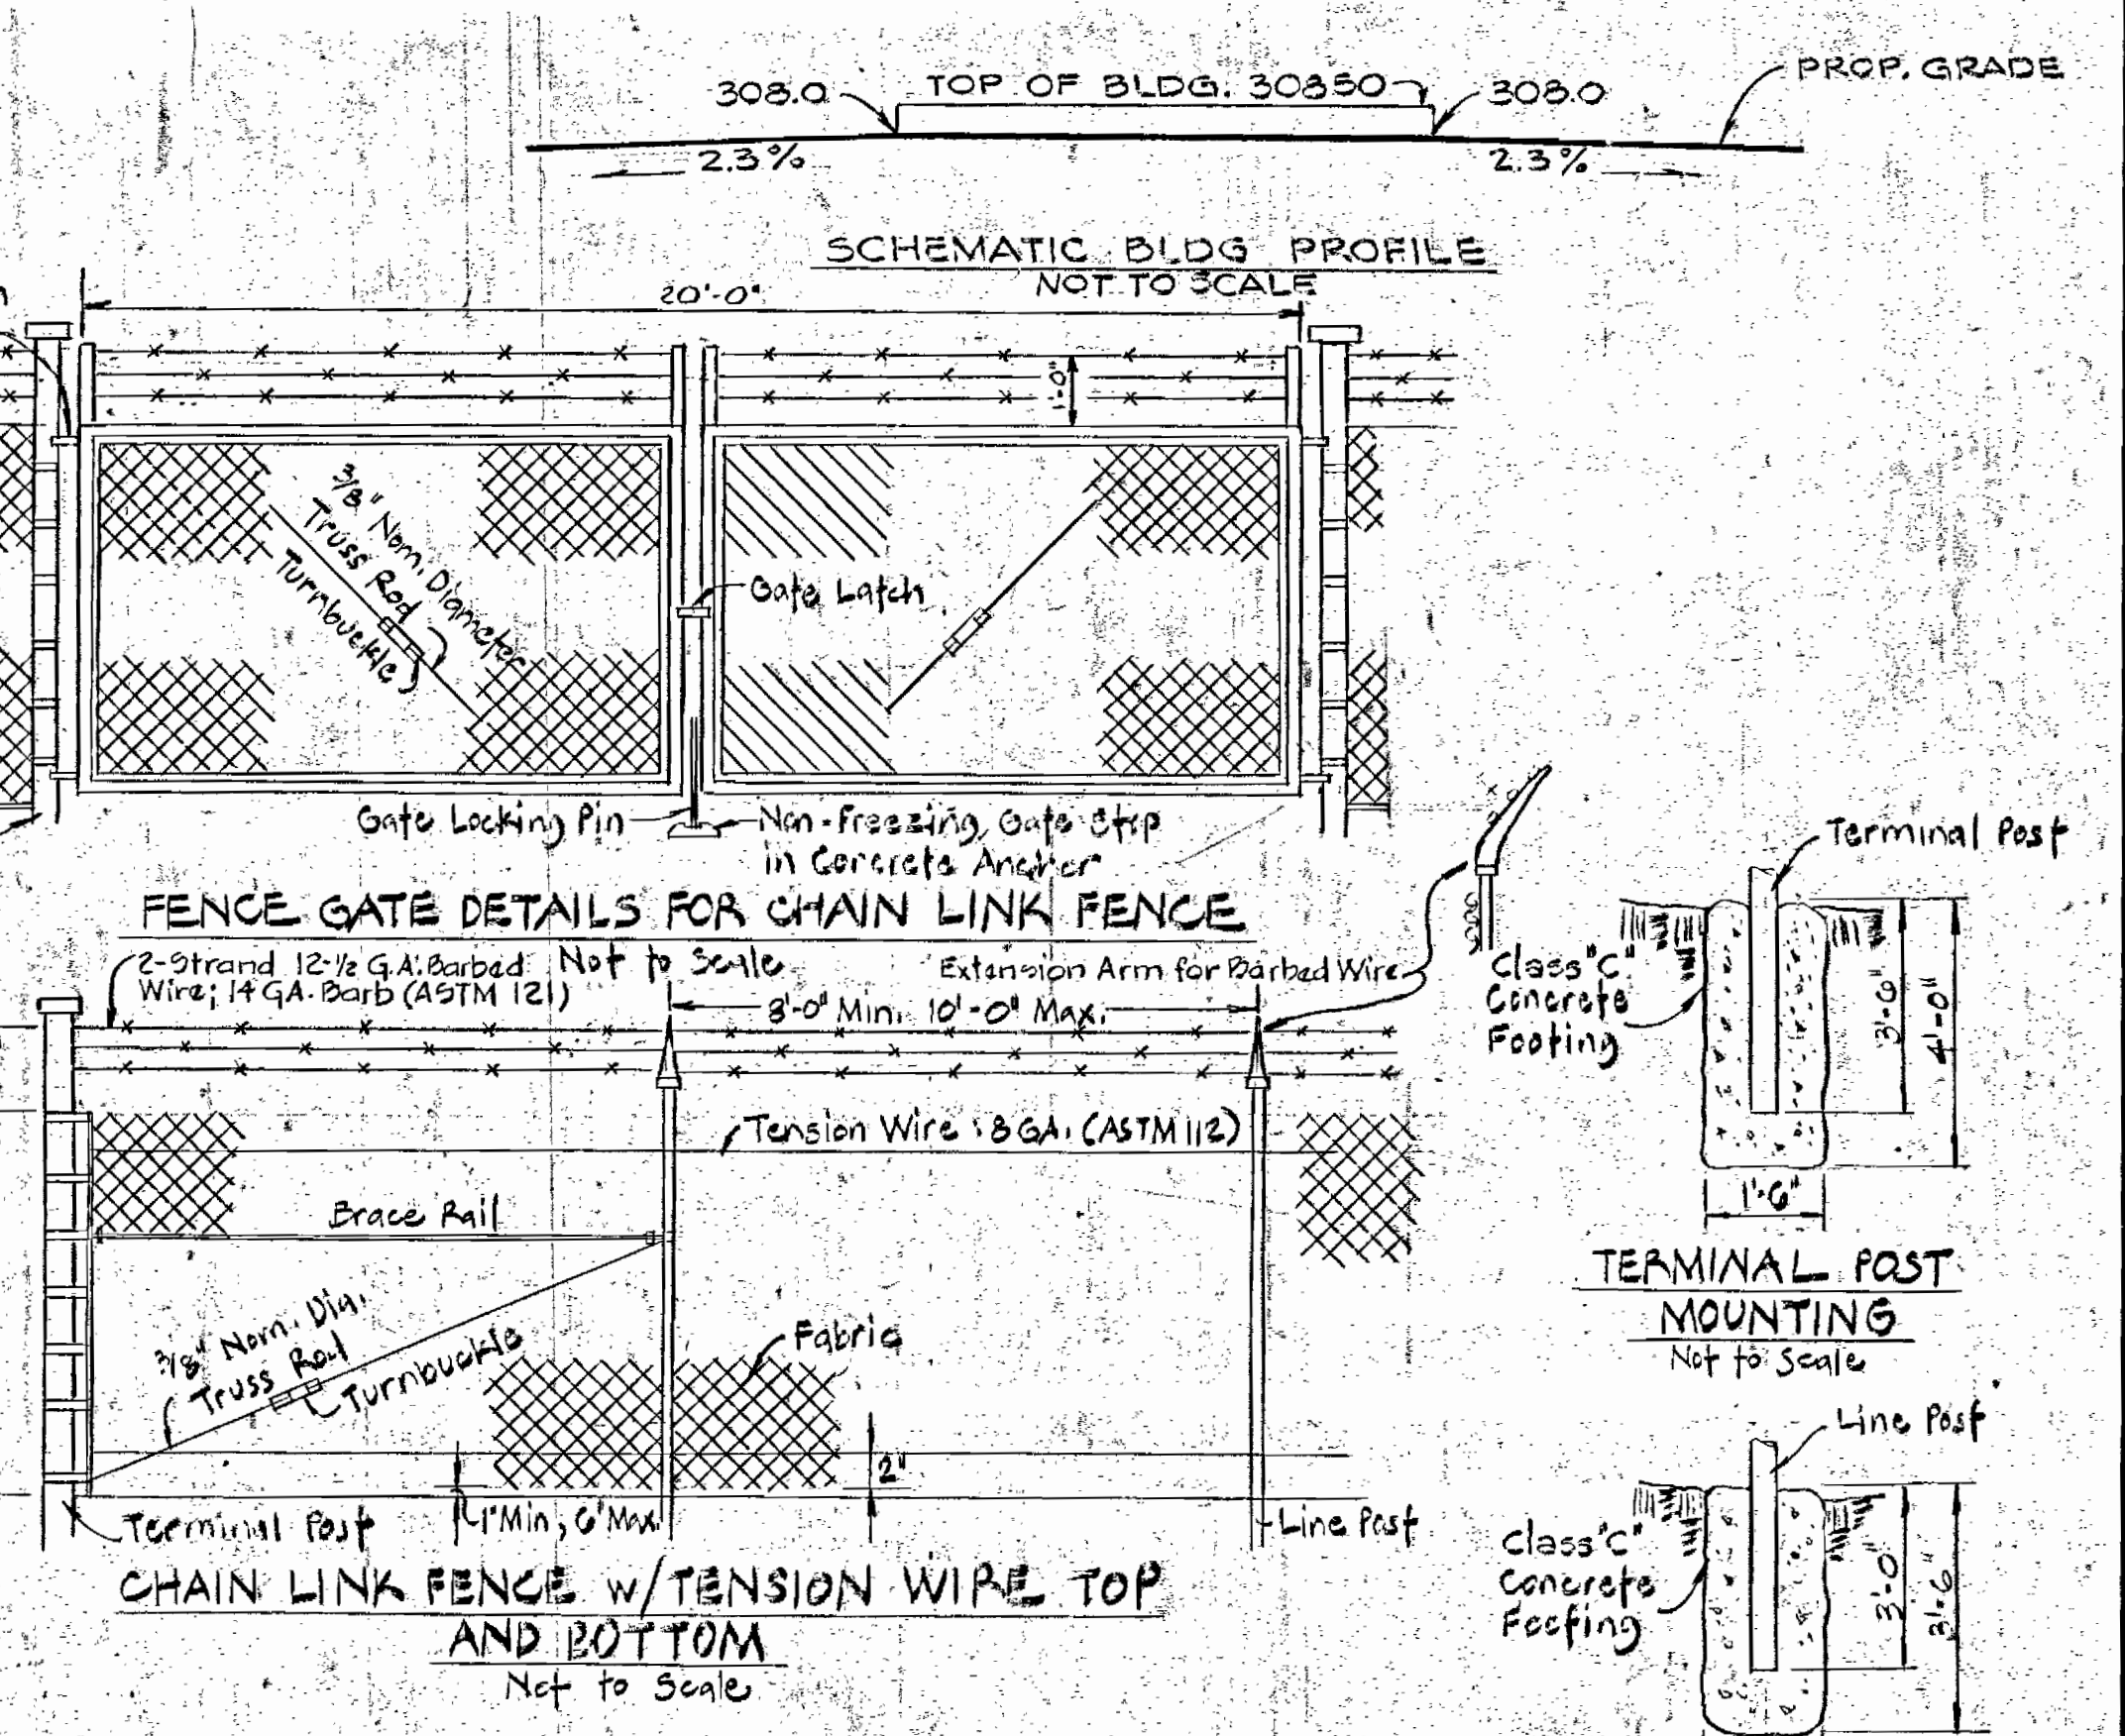 308.0
TOP OF BLDG. 30850
308.0
PROP. GRADE
2.3%
2.3%
SCHEMATIC BLDG PROFILE
NOT TO SCALE
20'-0"
1'-0"
3/8" Nom. Diameter
Truss Rod
Turnbuckle
Gate Latch
Gate Locking Pin
Non-Freezing, Gate Stop
in Concrete Anchor
FENCE GATE DETAILS FOR CHAIN LINK FENCE
Not to Scale
2-Strand 12-1/2 G.A. Barbed
Wire; 14 GA. Barb (ASTM 121)
Extension Arm for Barbed Wire
8'-0" Min. 10'-0" Max.
Tension Wire : 8 GA. (ASTM 112)
Brace Rail
3/8" Nom. Dia.
Truss Rod
Turnbuckle
Fabric
2"
1" Min, 6" Max.
Terminal Post
Line Post
CHAIN LINK FENCE w/TENSION WIRE TOP
AND BOTTOM
Not to Scale
Terminal Post
Class "C"
Concrete
Footing
3'-6"
4'-0"
1'-6"
TERMINAL POST
MOUNTING
Not to Scale
Line Post
Class "C"
Concrete
Footing
3'-0"
3'-6"